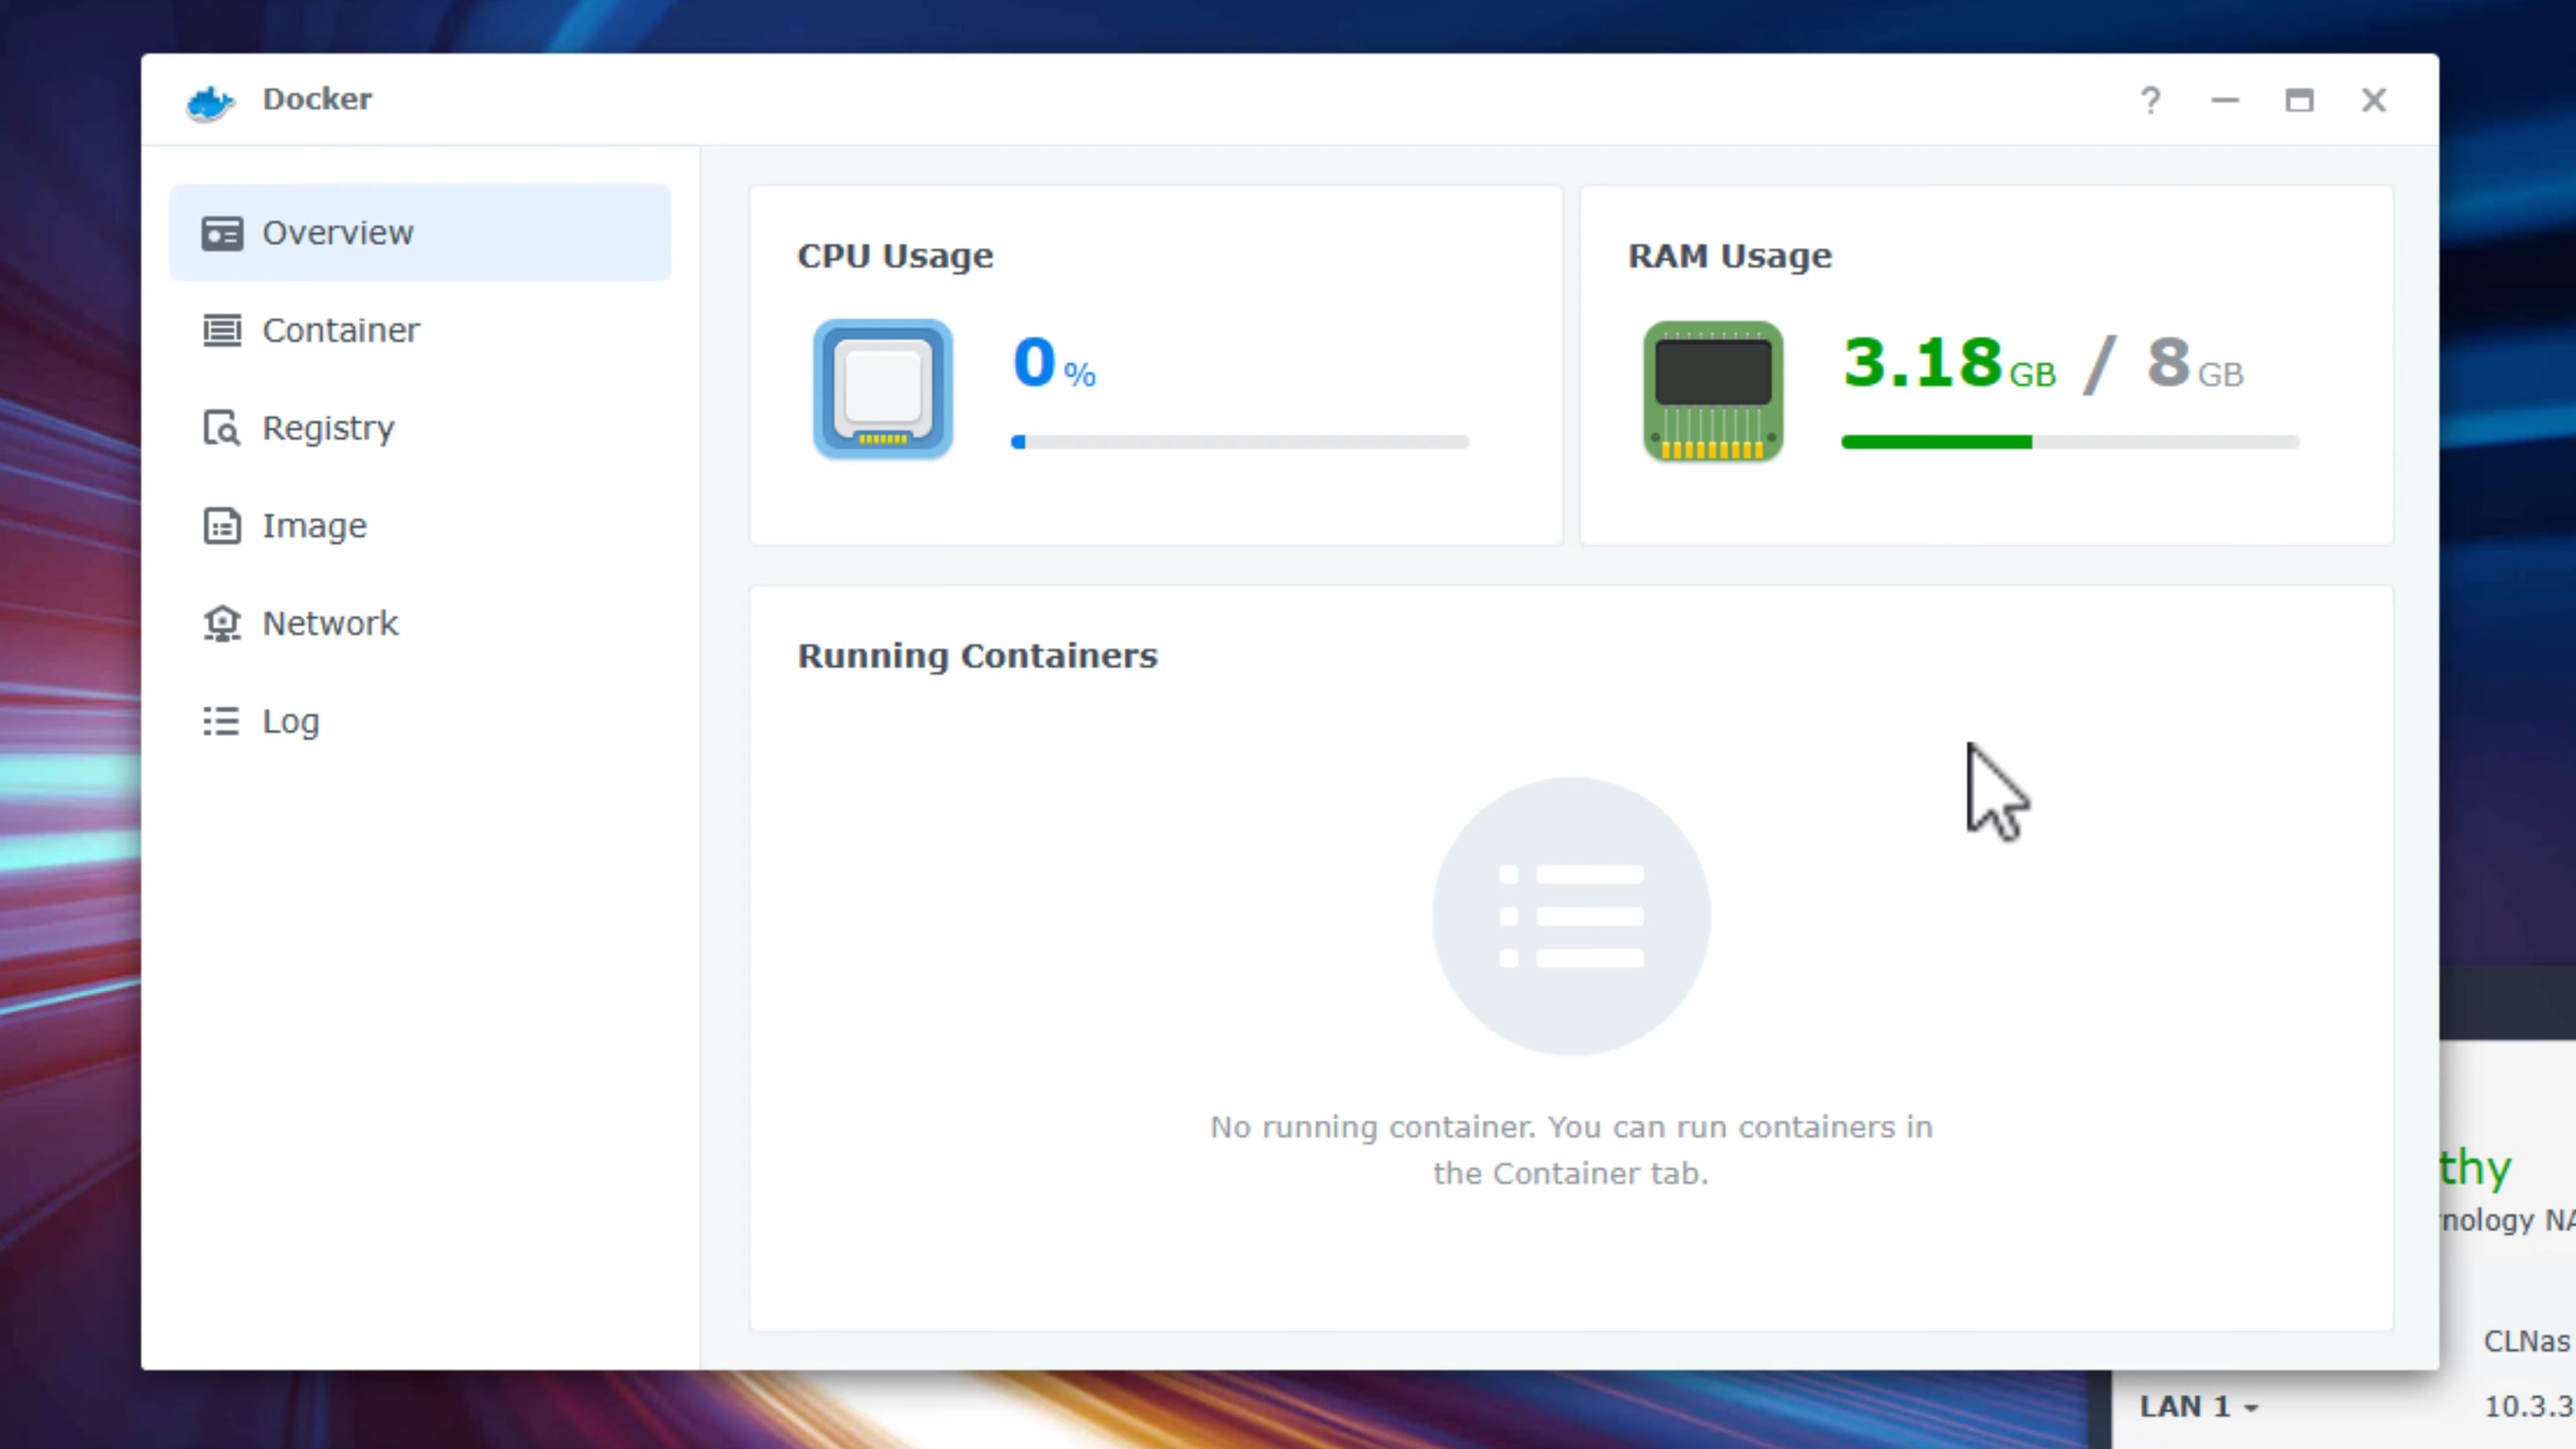 Docker
?
Overview
Container
Registry
Image
Network
Log
CPU Usage
0 %
RAM Usage
3.18 GB / 8 GB
Running Containers
No running container. You can run containers in
the Container tab.
thy
nology NA
CLNas
LAN 1
10.3.3